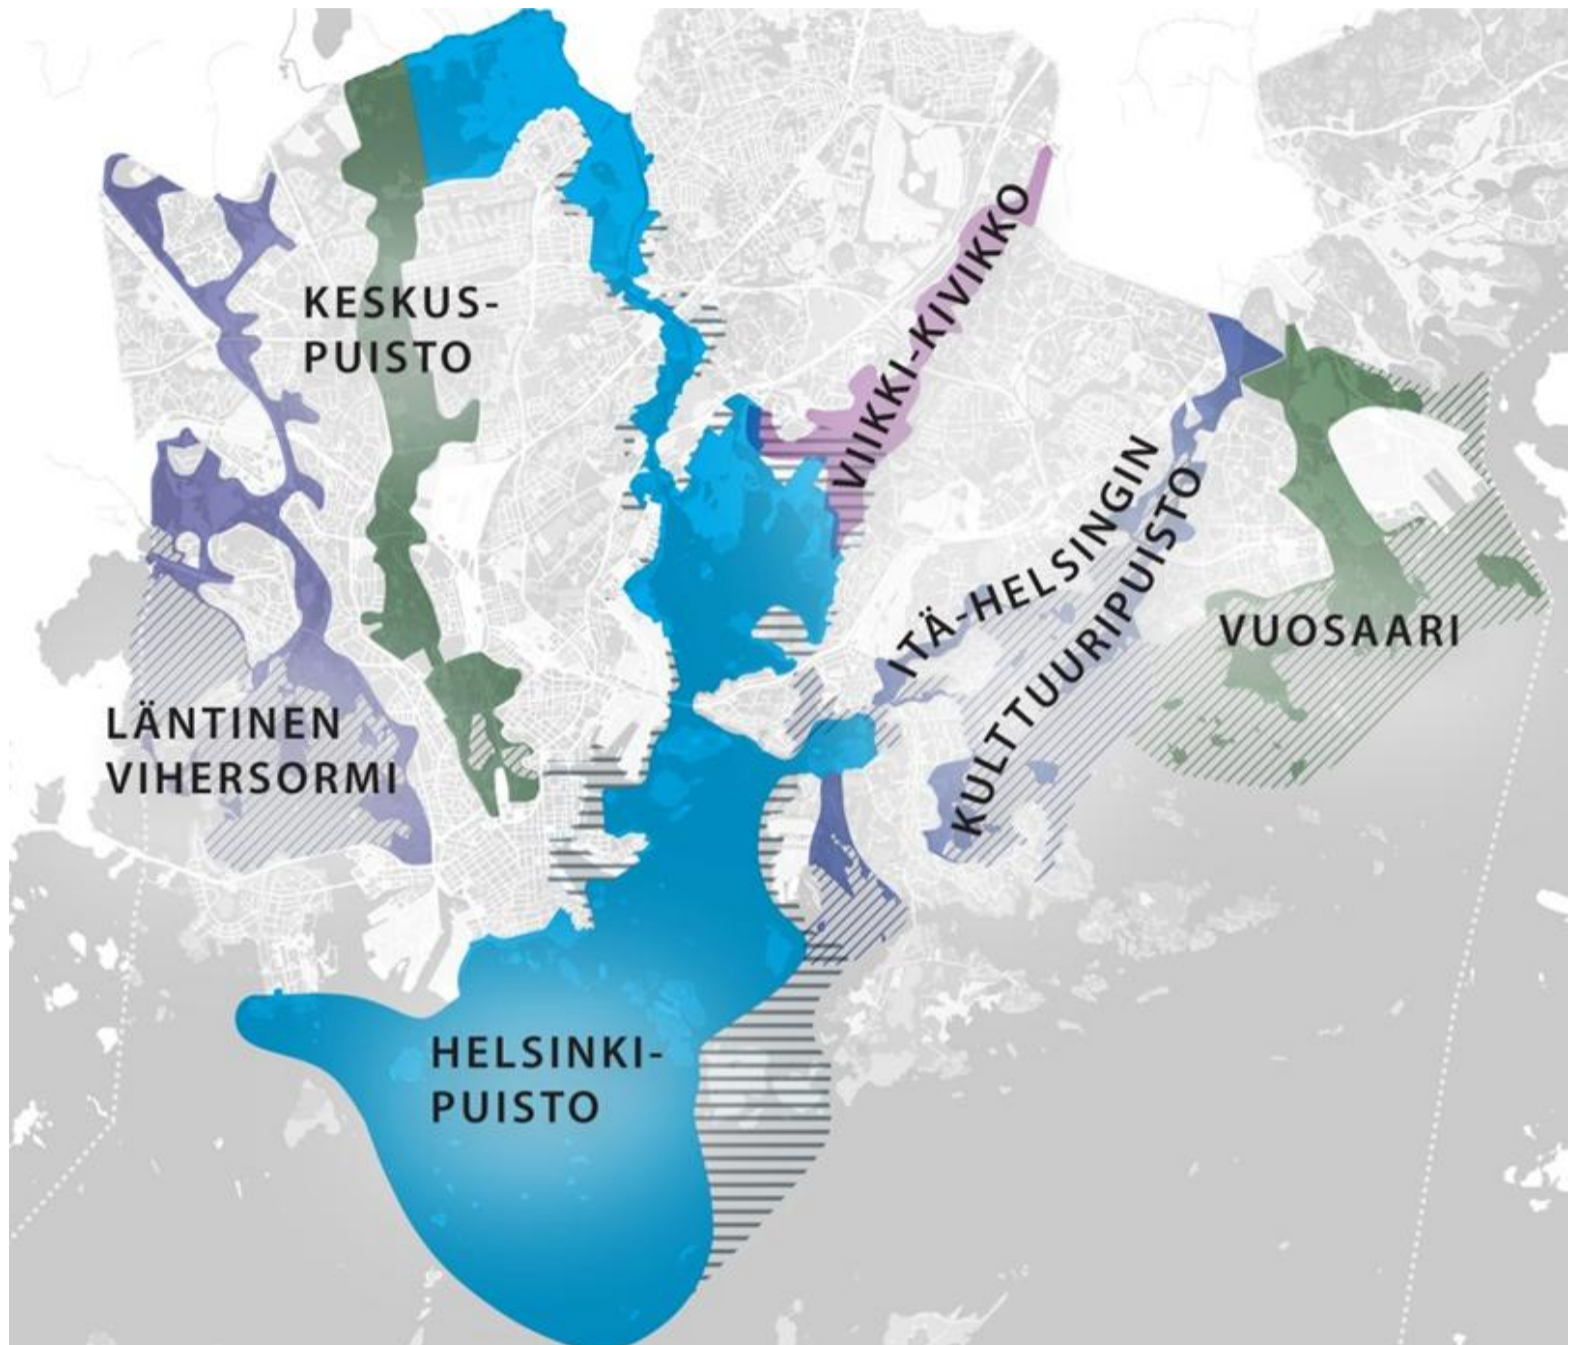 KESKUS-
PUISTO
VIIKKI-KIVIKKO
ITÄ-HELSINGIN
KULTTUURIPUISTO
VUOSAARI
LÄNTINEN
VIHERSORMI
HELSINKI-
PUISTO